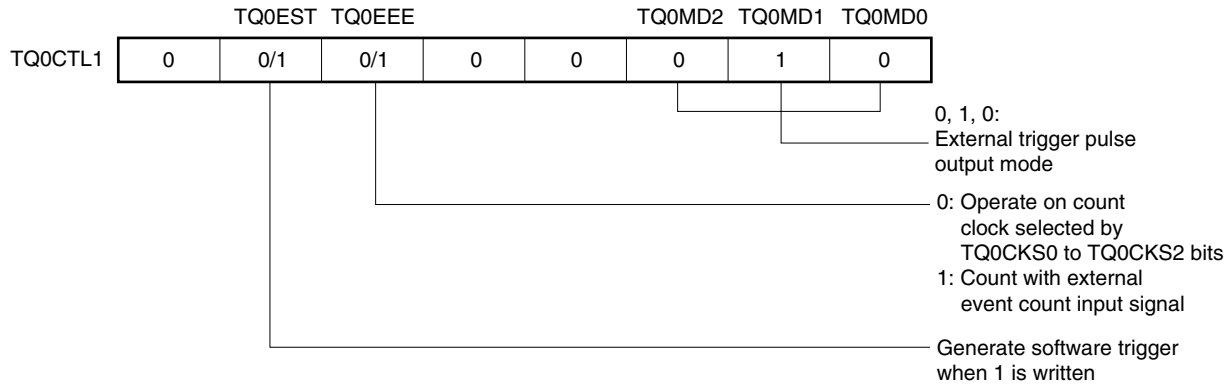 TQ0EST TQ0EEE TQ0MD2 TQ0MD1 TQ0MD0
TQ0CTL1 0 0/1 0/1 0 0 0 1 0
0, 1, 0:
External trigger pulse
output mode
0: Operate on count
clock selected by
TQ0CKS0 to TQ0CKS2 bits
1: Count with external
event count input signal
Generate software trigger
when 1 is written